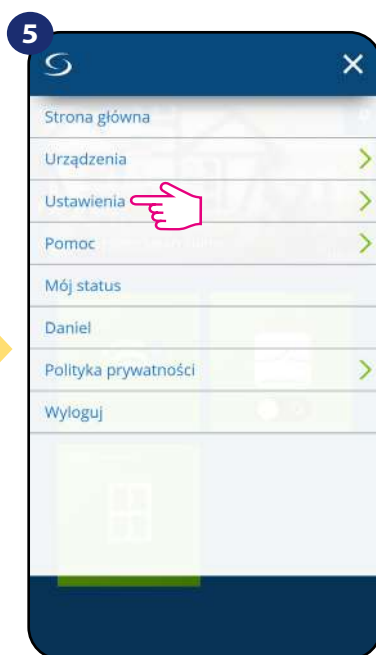 5
Strona główna
Urządzenia
Ustawienia
Pomoc
Mój status
Daniel
Polityka prywatności
Wyloguj